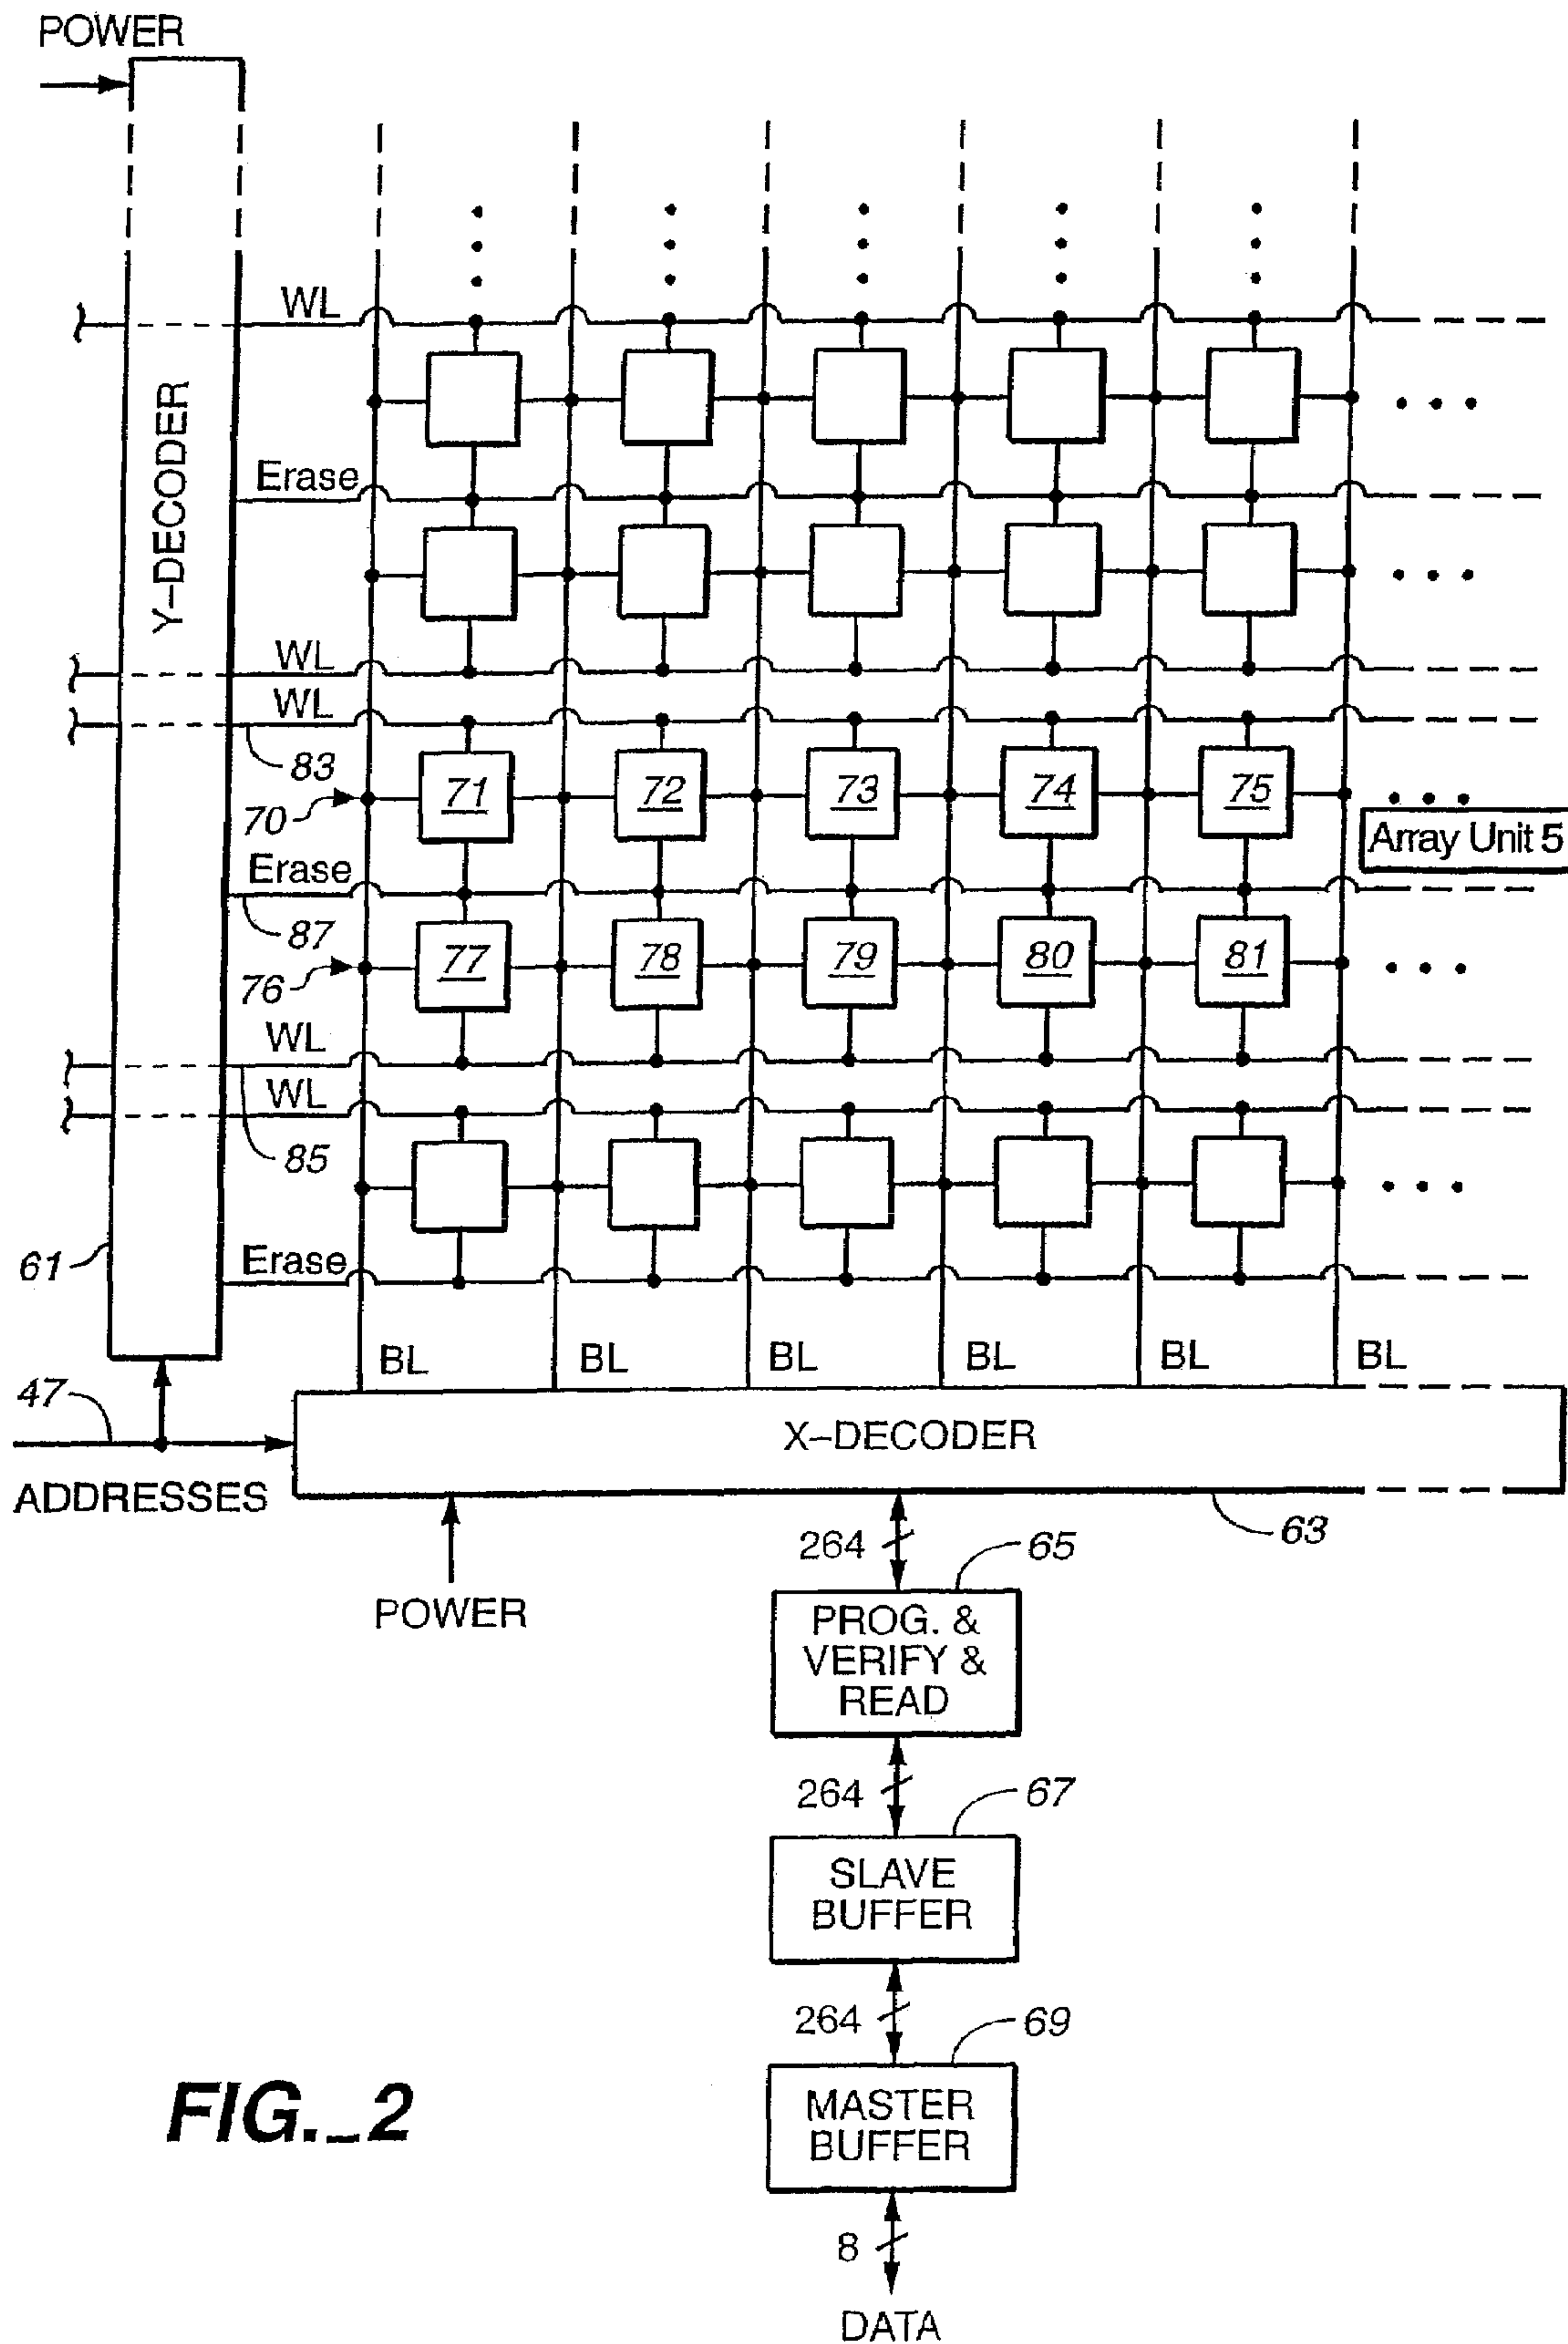 POWER
Y–DECODER
WL
Erase
WL
WL
83
70
71
72
73
74
75
Array Unit 5
Erase
87
76
77
78
79
80
81
WL
WL
85
61
Erase
BL
BL
BL
BL
BL
BL
47
X–DECODER
ADDRESSES
63
POWER
264
65
PROG. &
VERIFY &
READ
264
67
SLAVE
BUFFER
264
69
MASTER
BUFFER
8
DATA
FIG._2